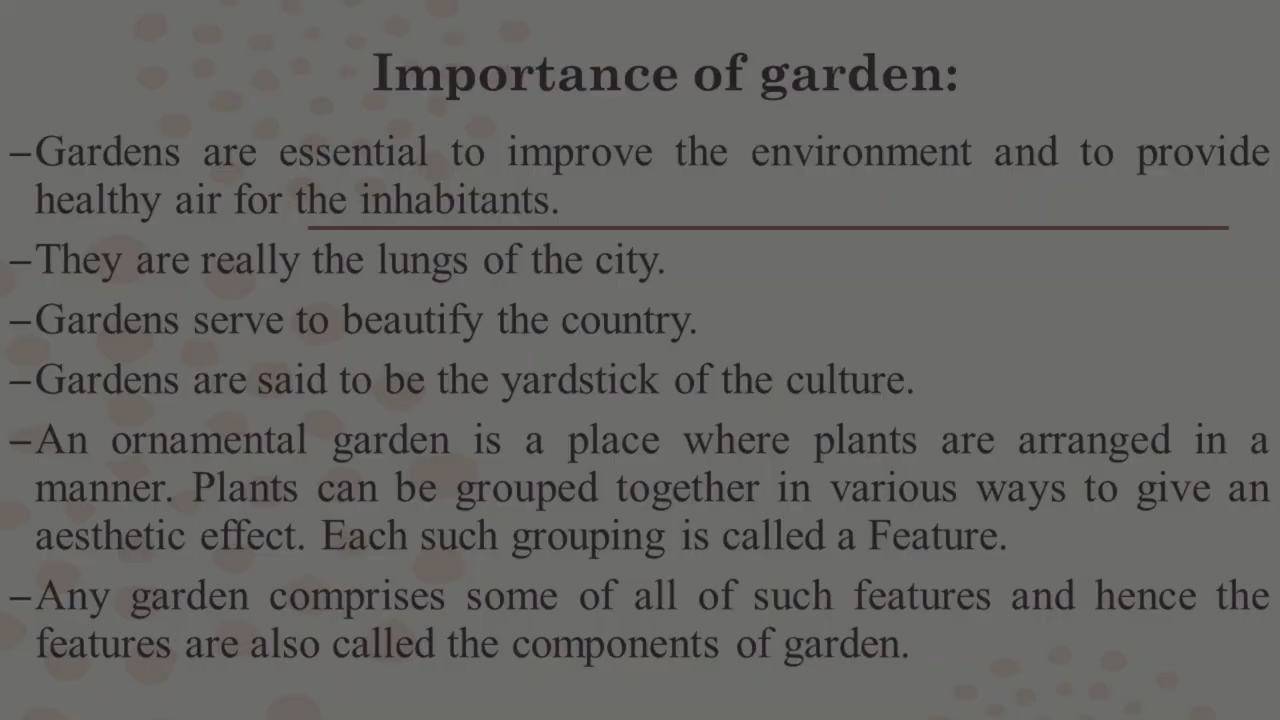 Importance of garden:
–Gardens are essential to improve the environment and to provide
healthy air for the inhabitants.
–They are really the lungs of the city.
–Gardens serve to beautify the country.
–Gardens are said to be the yardstick of the culture.
–An ornamental garden is a place where plants are arranged in a
manner. Plants can be grouped together in various ways to give an
aesthetic effect. Each such grouping is called a Feature.
–Any garden comprises some of all of such features and hence the
features are also called the components of garden.